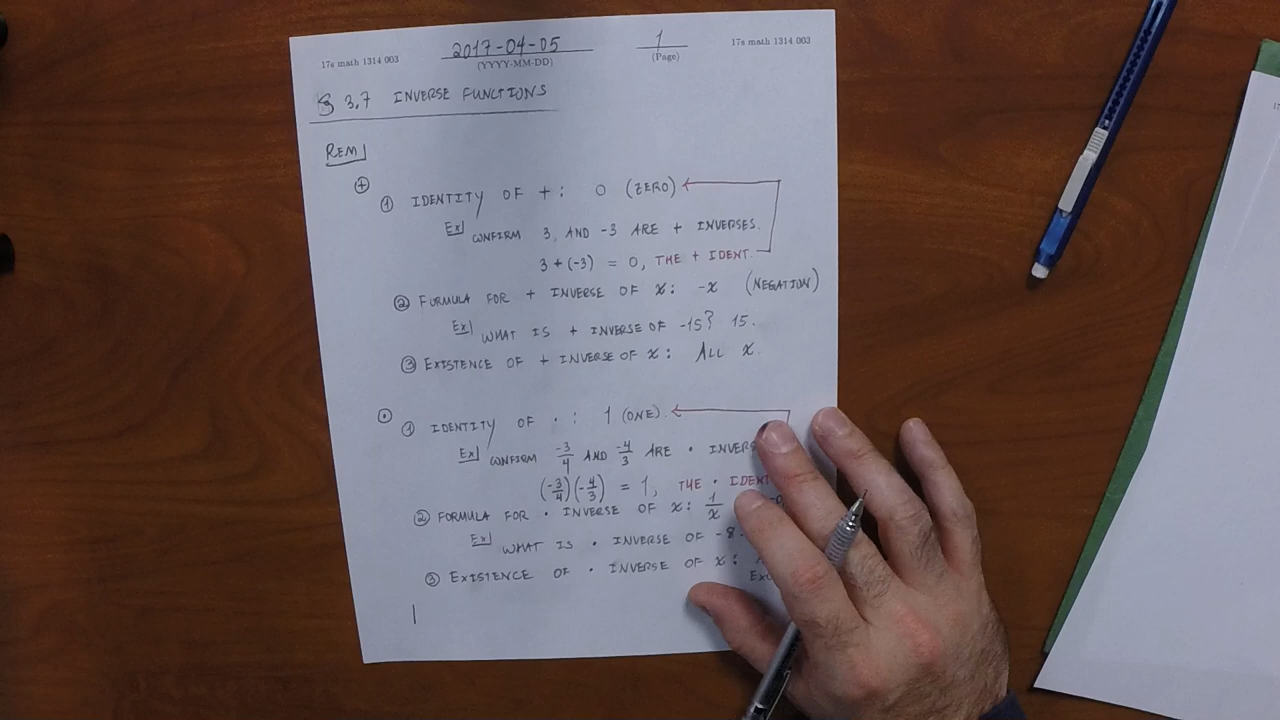 17s math 1314 003 2017-04-05 1 17s math 1314 003
(YYYY-MM-DD) (Page)
§ 3.7 INVERSE FUNCTIONS
REM
+
① IDENTITY OF + : 0 (ZERO)
Ex CONFIRM 3, AND -3 ARE + INVERSES.
3 + (-3) = 0, THE + IDENT.
② FORMULA FOR + INVERSE OF x: -x (NEGATION)
Ex WHAT IS + INVERSE OF -15? 15.
③ EXISTENCE OF + INVERSE OF x: ALL x.
·
① IDENTITY OF · : 1 (ONE).
Ex CONFIRM -3/4 AND -4/3 ARE · INVERS
(-3/4)(-4/3) = 1, THE · IDENT
② FORMULA FOR · INVERSE OF x: 1/x
Ex WHAT IS · INVERSE OF -8
③ EXISTENCE OF · INVERSE OF x: